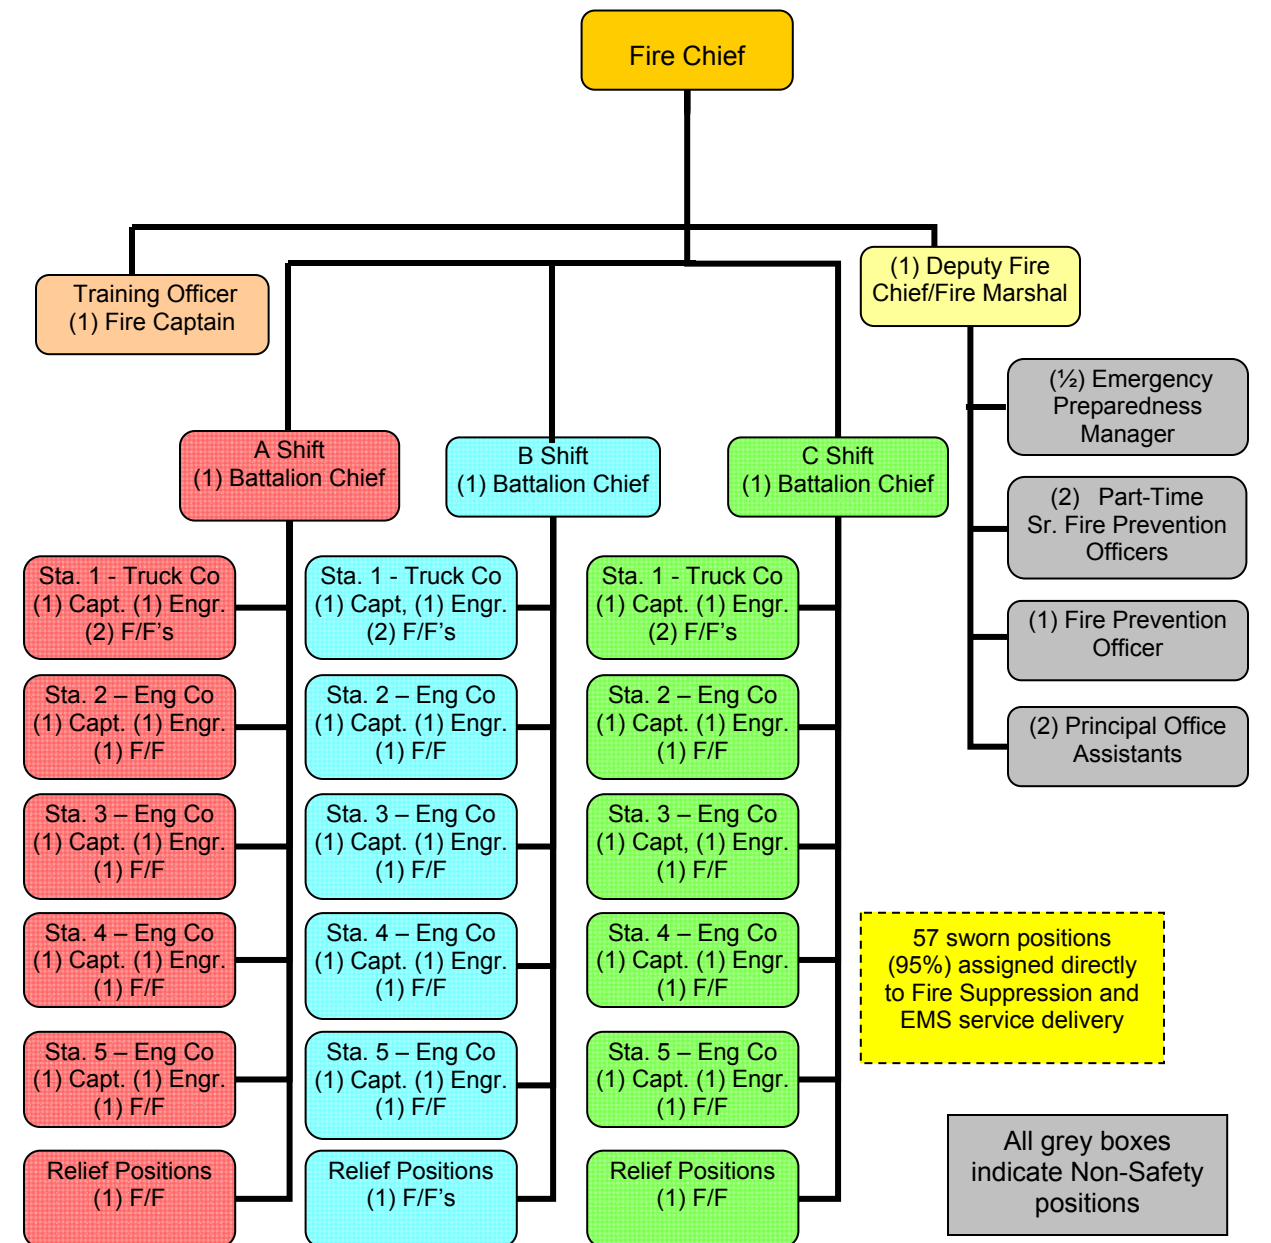 Fire Chief
Training Officer
(1) Fire Captain
(1) Deputy Fire
Chief/Fire Marshal
(½) Emergency
Preparedness
Manager
(2) Part-Time
Sr. Fire Prevention
Officers
(1) Fire Prevention
Officer
(2) Principal Office
Assistants
A Shift
(1) Battalion Chief
Sta. 1 - Truck Co
(1) Capt. (1) Engr.
(2) F/F’s
Sta. 2 – Eng Co
(1) Capt. (1) Engr.
(1) F/F
Sta. 3 – Eng Co
(1) Capt. (1) Engr.
(1) F/F
Sta. 4 – Eng Co
(1) Capt. (1) Engr.
(1) F/F
Sta. 5 – Eng Co
(1) Capt. (1) Engr.
(1) F/F
Relief Positions
(1) F/F
B Shift
(1) Battalion Chief
Sta. 1 - Truck Co
(1) Capt, (1) Engr.
(2) F/F’s
Sta. 2 – Eng Co
(1) Capt. (1) Engr.
(1) F/F
Sta. 3 – Eng Co
(1) Capt. (1) Engr.
(1) F/F
Sta. 4 – Eng Co
(1) Capt. (1) Engr.
(1) F/F
Sta. 5 – Eng Co
(1) Capt. (1) Engr.
(1) F/F
Relief Positions
(1) F/F’s
C Shift
(1) Battalion Chief
Sta. 1 - Truck Co
(1) Capt. (1) Engr.
(2) F/F’s
Sta. 2 – Eng Co
(1) Capt. (1) Engr.
(1) F/F
Sta. 3 – Eng Co
(1) Capt, (1) Engr.
(1) F/F
Sta. 4 – Eng Co
(1) Capt. (1) Engr.
(1) F/F
Sta. 5 – Eng Co
(1) Capt. (1) Engr.
(1) F/F
Relief Positions
(1) F/F
57 sworn positions
(95%) assigned directly
to Fire Suppression and
EMS service delivery
All grey boxes
indicate Non-Safety
positions